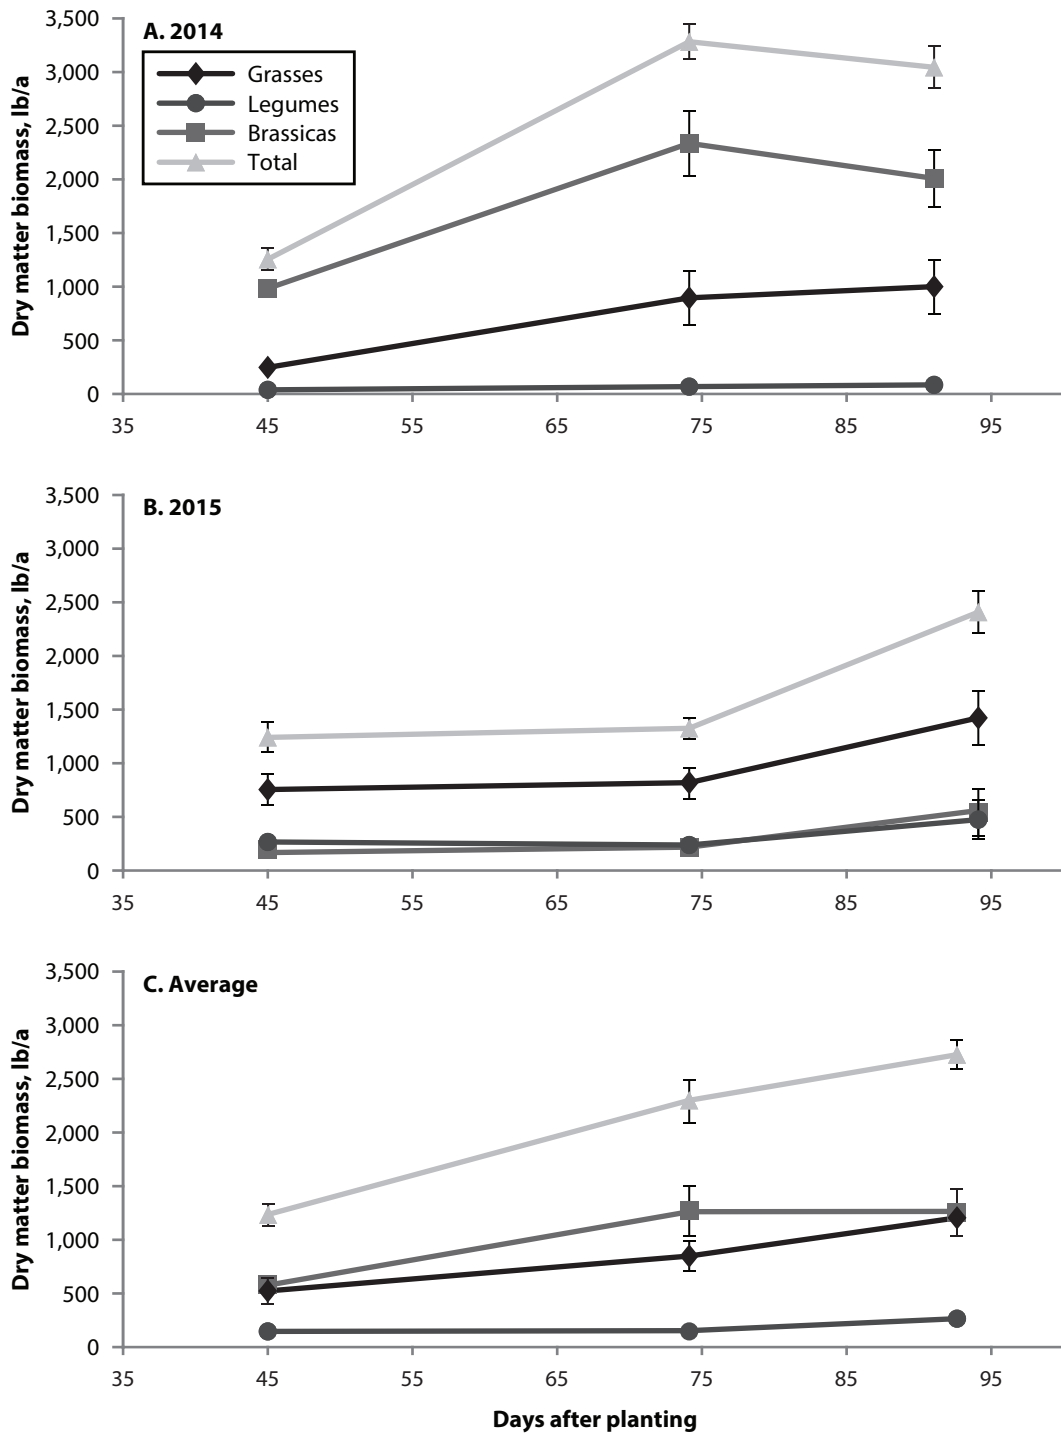 3,500
A. 2014
Grasses
3,000
Legumes
2,500
Brassicas
Total
2,000
1,500
1,000
500
0
Dry matter biomass, lb/a
35 45 55 65 75 85 95
3,500
B. 2015
3,000
2,500
2,000
1,500
1,000
500
0
Dry matter biomass, lb/a
35 45 55 65 75 85 95
3,500
C. Average
3,000
2,500
2,000
1,500
1,000
500
0
Dry matter biomass, lb/a
35 45 55 65 75 85 95
Days after planting